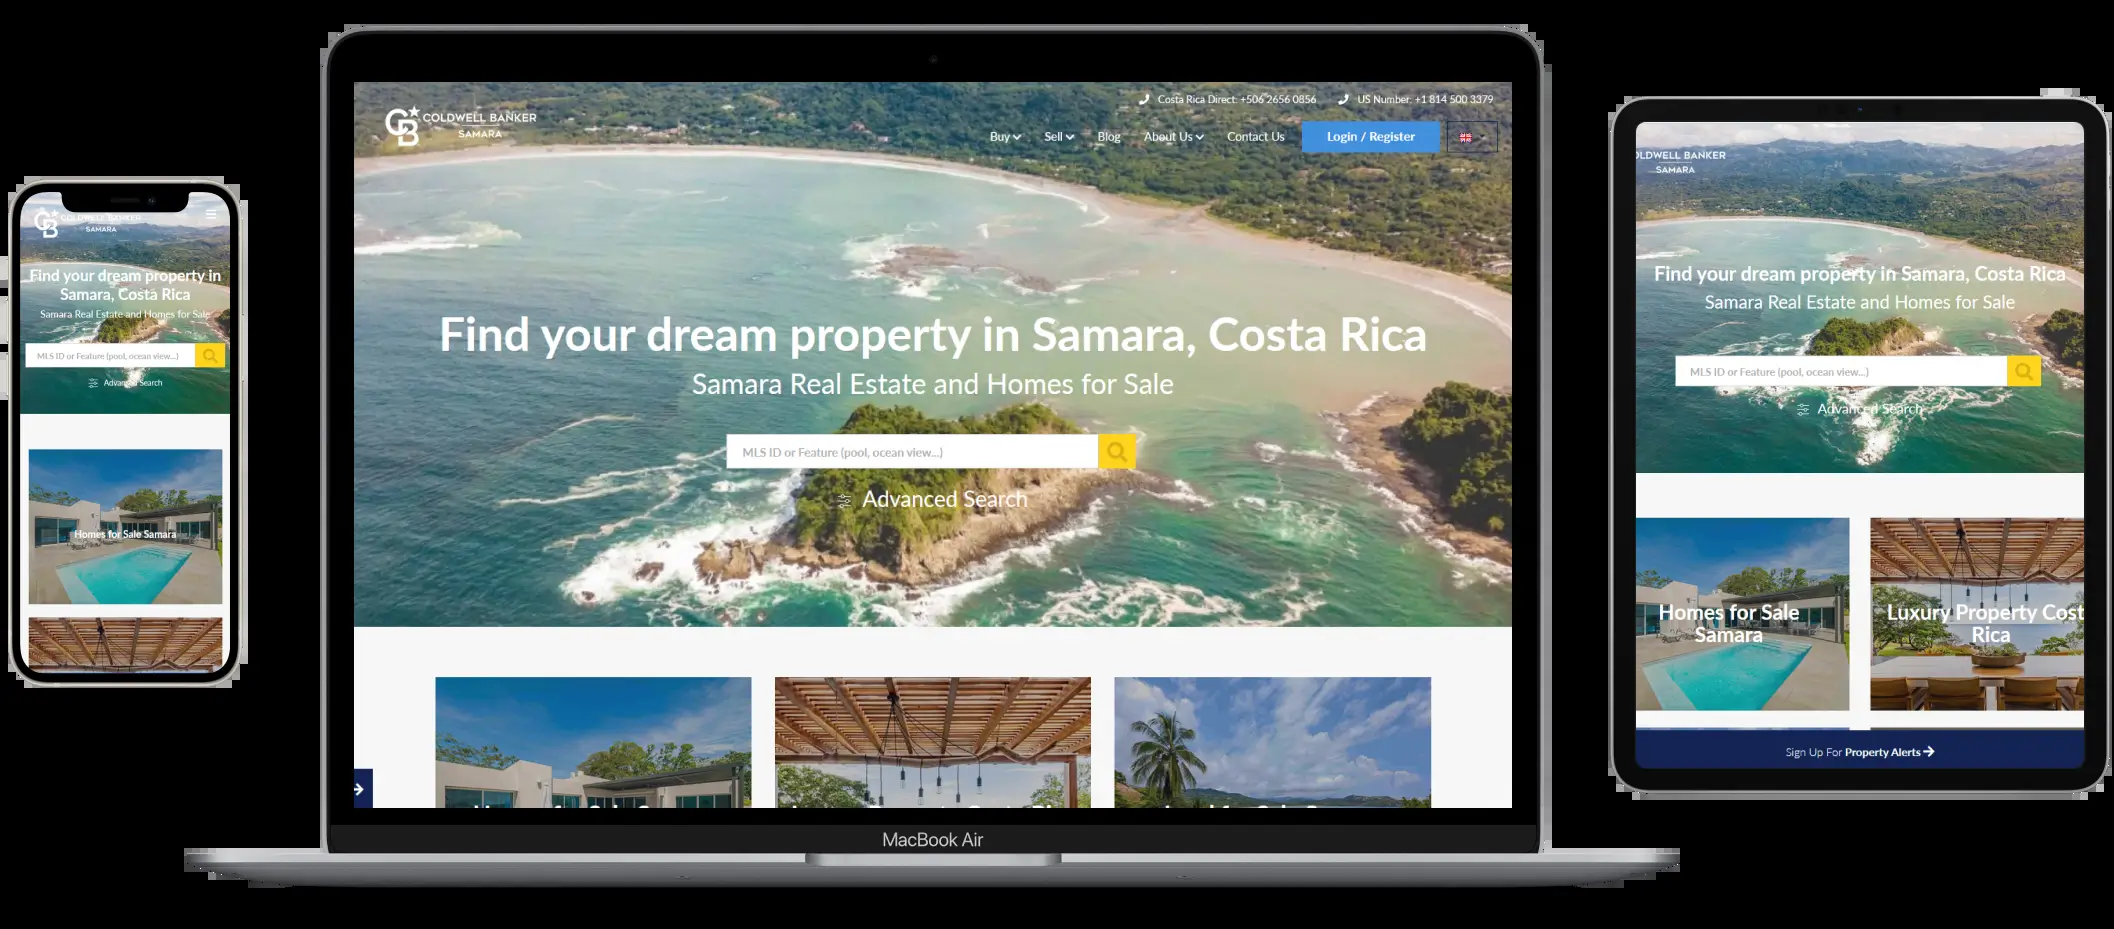 COLDWELL BANKER
SAMARA
Find your dream property in
Samara, Costa Rica
Samara Real Estate and Homes for Sale
MLS ID or Feature (pool, ocean view...)
Advanced Search
Homes for Sale Samara
Costa Rica Direct: +506 2656 0856
US Number: +1 814 500 3379
CB COLDWELL BANKER
SAMARA
Buy
Sell
Blog
About Us
Contact Us
Login / Register
Find your dream property in Samara, Costa Rica
Samara Real Estate and Homes for Sale
MLS ID or Feature (pool, ocean view...)
Advanced Search
MacBook Air
OLDWELL BANKER
SAMARA
Find your dream property in Samara, Costa Rica
Samara Real Estate and Homes for Sale
MLS ID or Feature (pool, ocean view...)
Advanced Search
Homes for Sale
Samara
Luxury Property Cost
Rica
Sign Up For Property Alerts